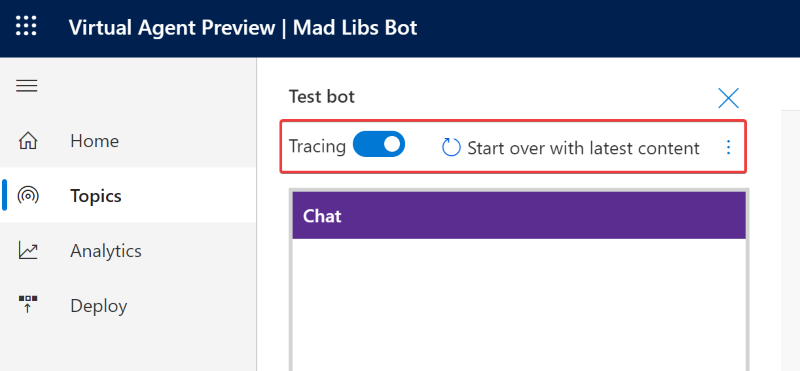 Virtual Agent Preview | Mad Libs Bot
Home
Topics
Analytics
Deploy
Test bot
Tracing Start over with latest content
Chat